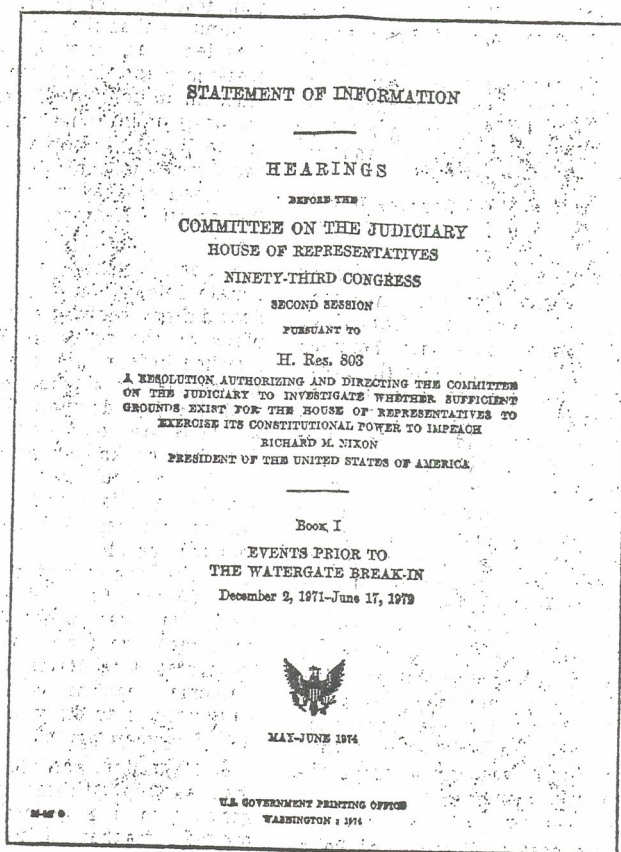 STATEMENT OF INFORMATION
HEARINGS
BEFORE THE
COMMITTEE ON THE JUDICIARY
HOUSE OF REPRESENTATIVES
NINETY-THIRD CONGRESS
SECOND SESSION
PURSUANT TO
H. Res. 803
A RESOLUTION AUTHORIZING AND DIRECTING THE COMMITTEE
ON THE JUDICIARY TO INVESTIGATE WHETHER SUFFICIENT
GROUNDS EXIST FOR THE HOUSE OF REPRESENTATIVES TO
EXERCISE ITS CONSTITUTIONAL POWER TO IMPEACH
RICHARD M. NIXON
PRESIDENT OF THE UNITED STATES OF AMERICA
Book I
EVENTS PRIOR TO
THE WATERGATE BREAK-IN
December 2, 1971–June 17, 1972
MAY–JUNE 1974
U.S. GOVERNMENT PRINTING OFFICE
WASHINGTON : 1974